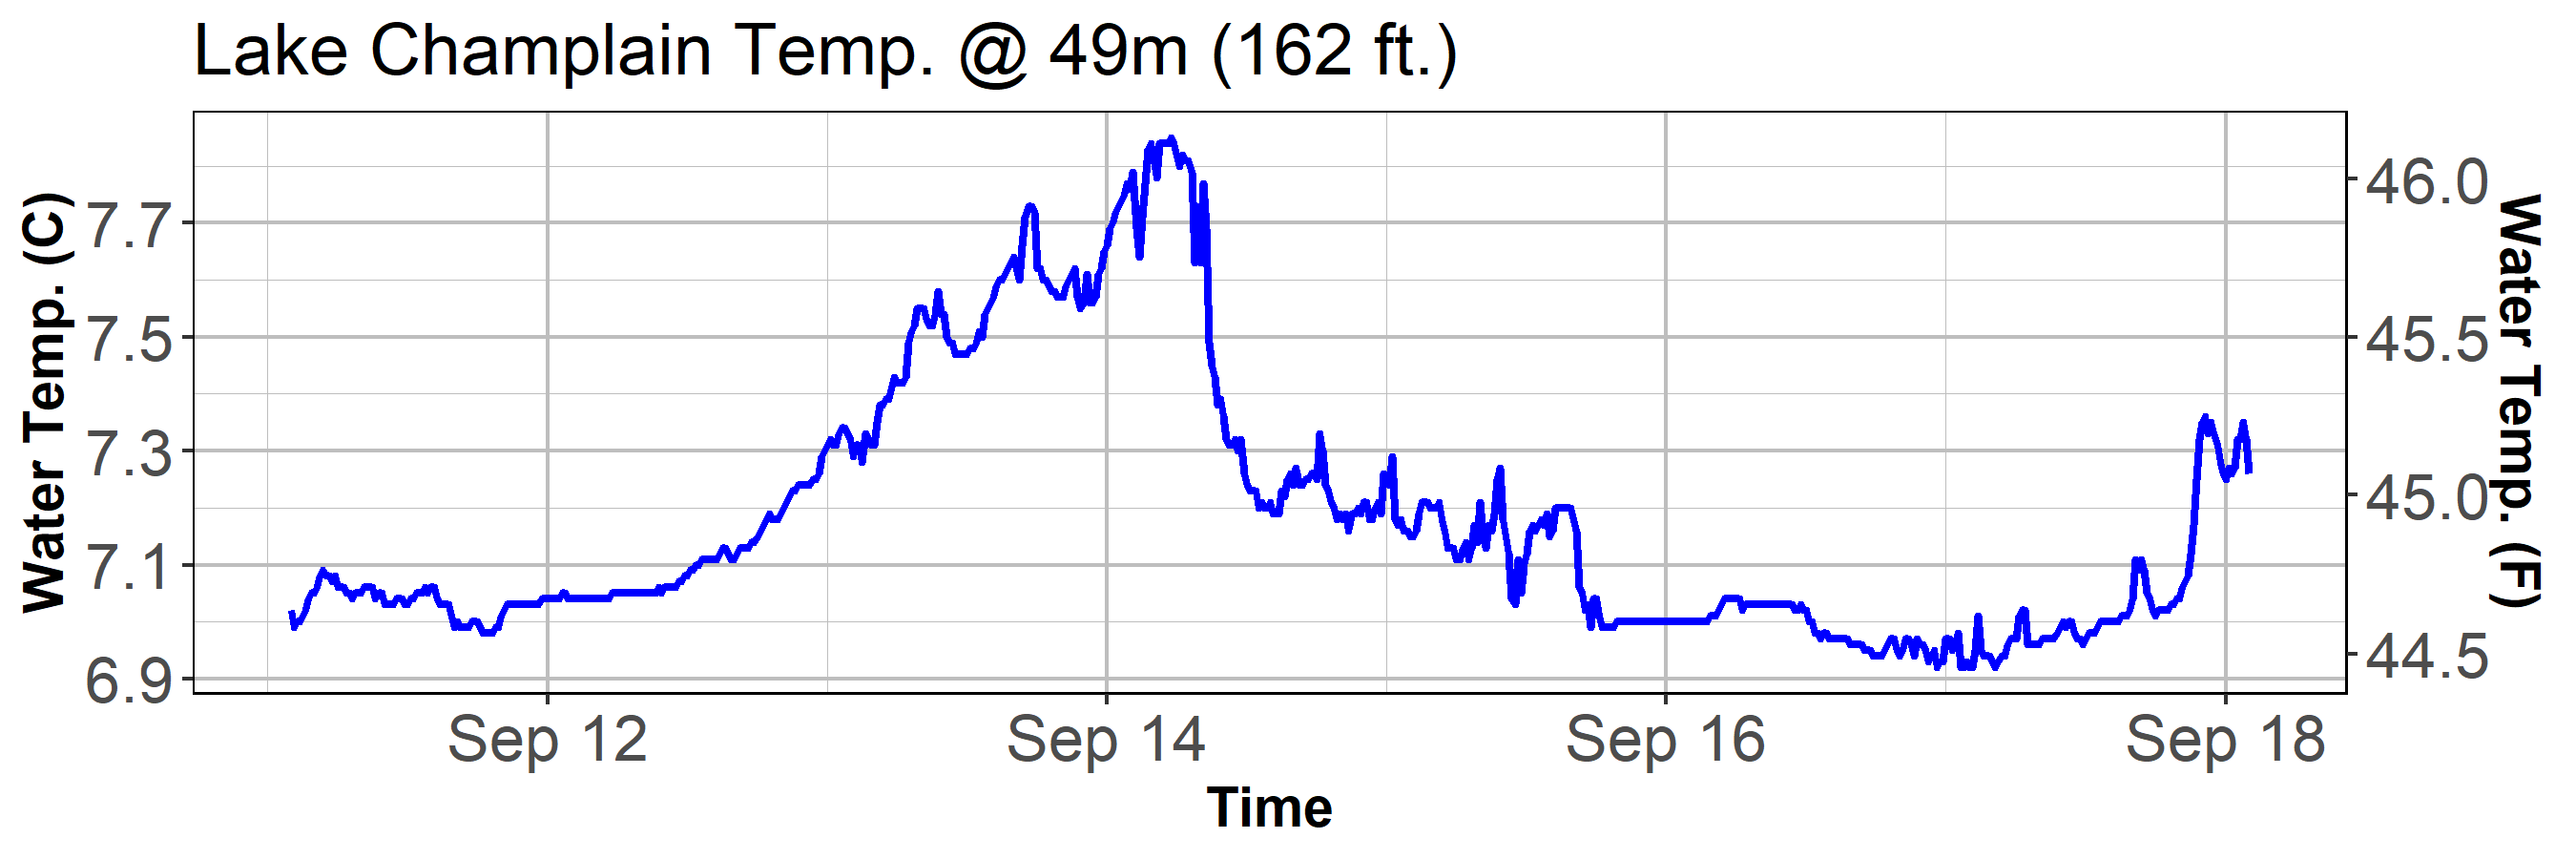 Lake Champlain Temp. @ 49m (162 ft.)
Water Temp. (C)
7.7
7.5
7.3
7.1
6.9
46.0
45.5
45.0
44.5
Water Temp. (F)
Sep 12
Sep 14
Sep 16
Sep 18
Time